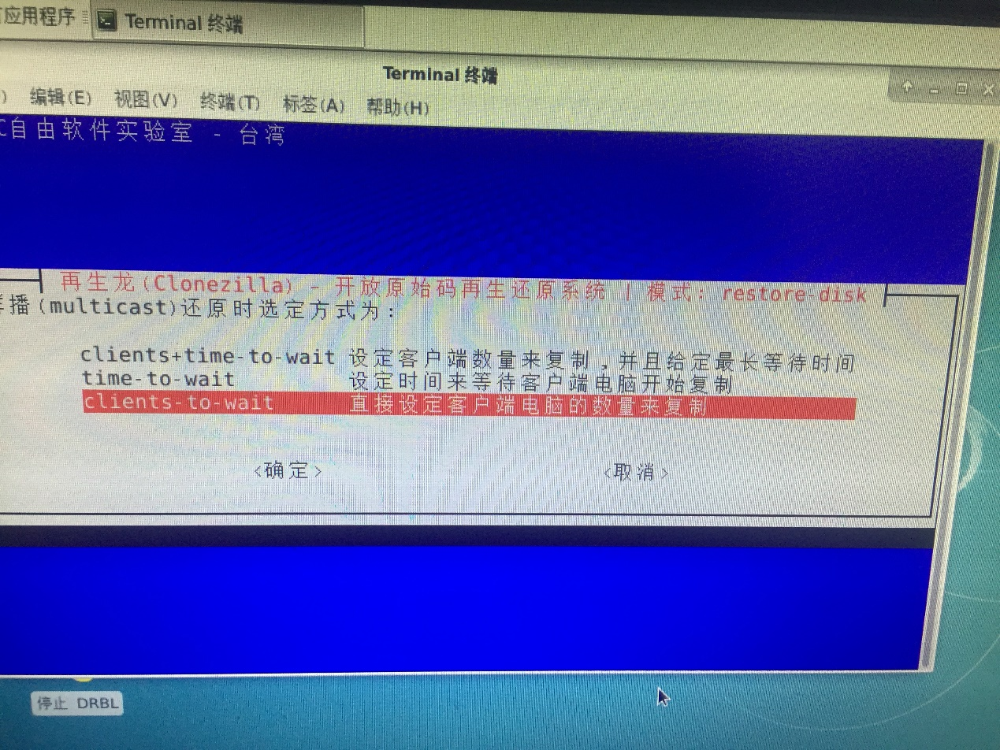 应用程序 Terminal 终端
Terminal 终端
) 编辑(E) 视图(V) 终端(T) 标签(A) 帮助(H)
C自由软件实验室 - 台湾
再生龙(Clonezilla) - 开放原始码再生还原系统 | 模式: restore-disk
播(multicast)还原时选定方式为:
clients+time-to-wait 设定客户端数量来复制,并且给定最长等待时间
time-to-wait 设定时间来等待客户端电脑开始复制
clients-to-wait 直接设定客户端电脑的数量来复制
<确定> <取消>
停止 DRBL